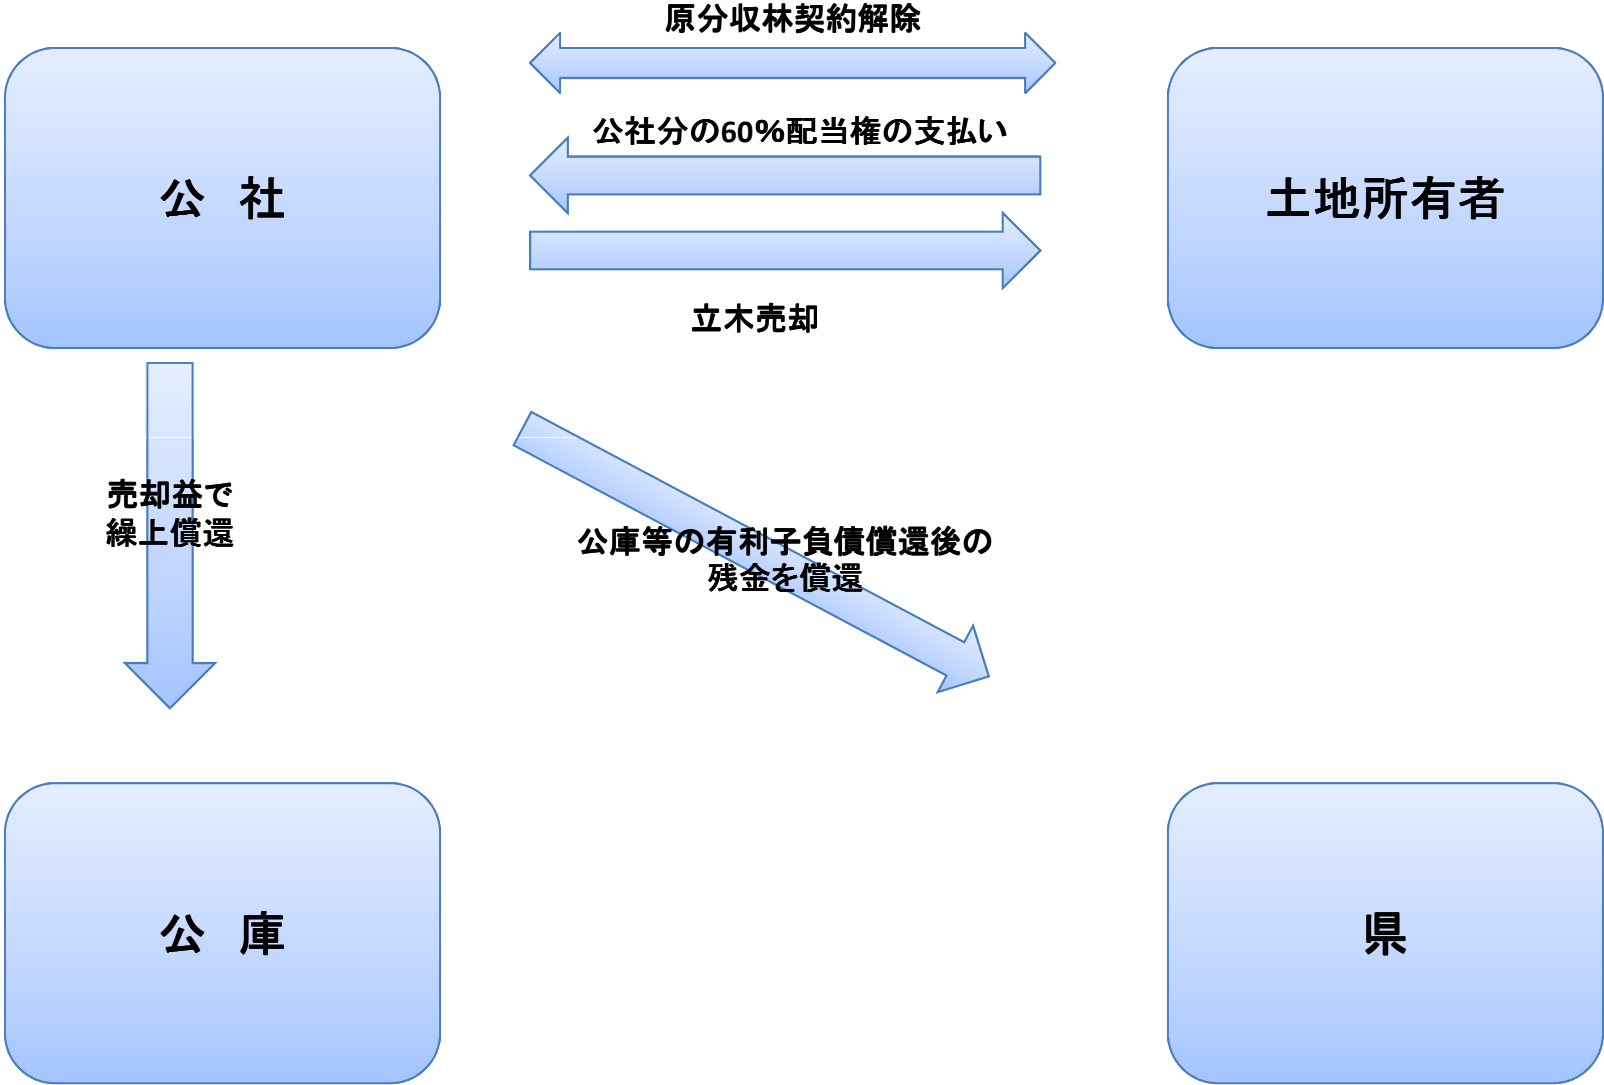 原分収林契約解除
公社分の60%配当権の支払い
公　社
土地所有者
立木売却
売却益で
繰上償還
公庫等の有利子負債償還後の
残金を償還
公　庫
県